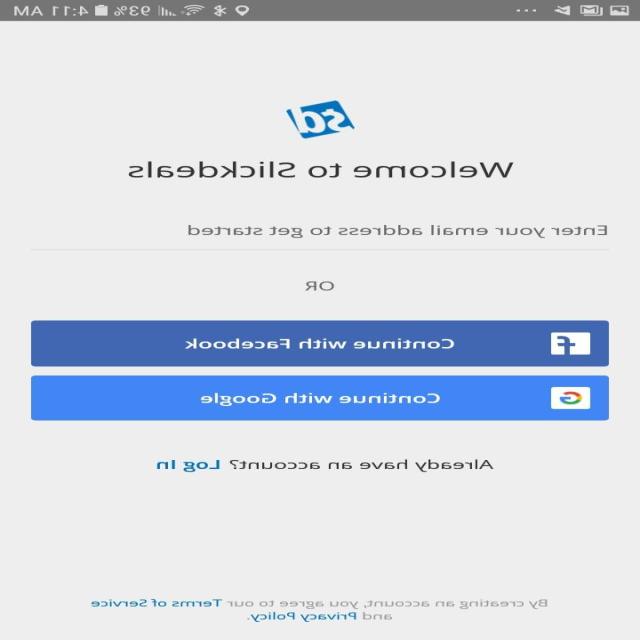 93% 4:11 AM
sd
Welcome to Slickdeals
Enter your email address to get started
OR
f Continue with Facebook
G Continue with Google
Already have an account? Log In
By creating an account, you agree to our Terms of Service
and Privacy Policy.